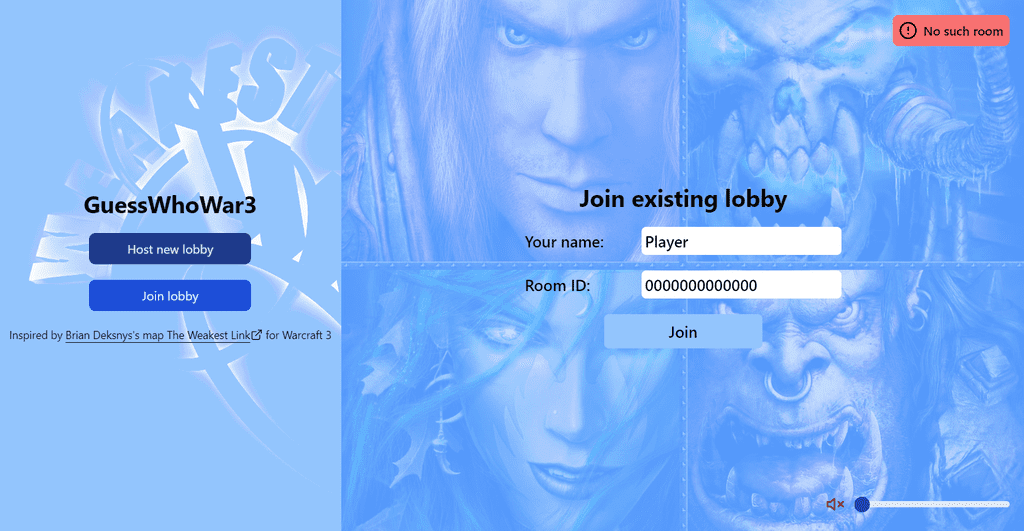 GuessWhoWar3
Host new lobby
Join lobby
Inspired by Brian Deksnys's map The Weakest Link for Warcraft 3
No such room
Join existing lobby
Your name: Player
Room ID: 0000000000000
Join